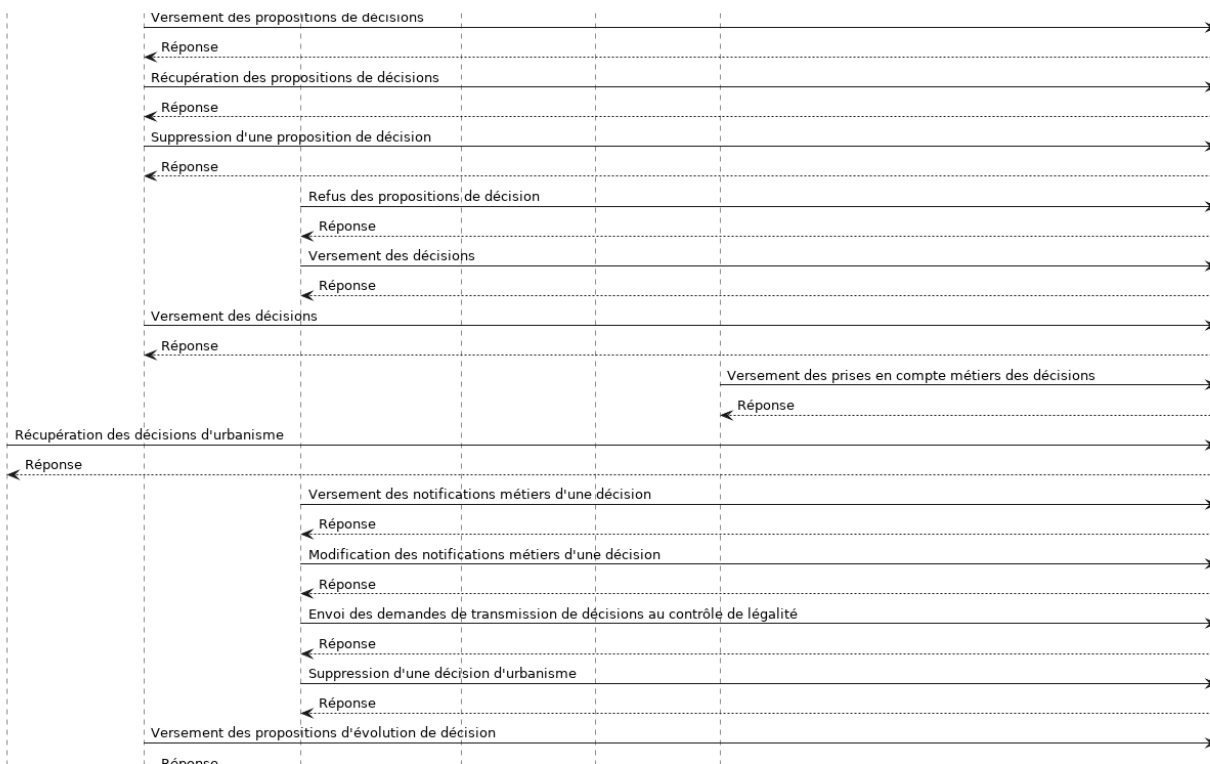 Versement des propositions de décisions
Réponse
Récupération des propositions de décisions
Réponse
Suppression d'une proposition de décision
Réponse
Refus des propositions de décision
Réponse
Versement des décisions
Réponse
Versement des décisions
Réponse
Versement des prises en compte métiers des décisions
Réponse
Récupération des décisions d'urbanisme
Réponse
Versement des notifications métiers d'une décision
Réponse
Modification des notifications métiers d'une décision
Réponse
Envoi des demandes de transmission de décisions au contrôle de légalité
Réponse
Suppression d'une décision d'urbanisme
Réponse
Versement des propositions d'évolution de décision
Réponse